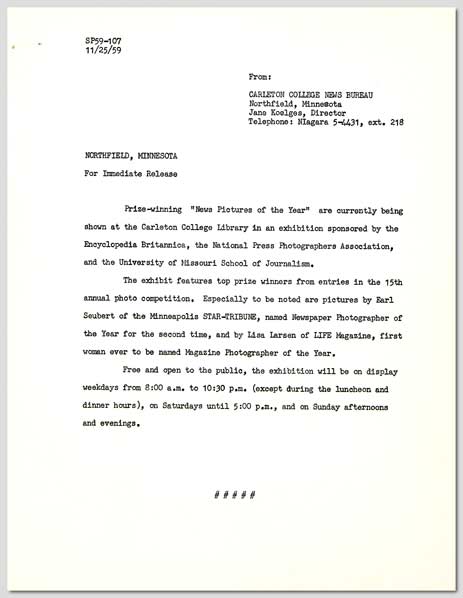 SP59-107
11/25/59
From:
CARLETON COLLEGE NEWS BUREAU
Northfield, Minnesota
Jane Koelges, Director
Telephone: NIagara 5-4431, ext. 218
NORTHFIELD, MINNESOTA
For Immediate Release
Prize-winning "News Pictures of the Year" are currently being
shown at the Carleton College Library in an exhibition sponsored by the
Encyclopedia Britannica, the National Press Photographers Association,
and the University of Missouri School of Journalism.
The exhibit features top prize winners from entries in the 15th
annual photo competition. Especially to be noted are pictures by Earl
Seubert of the Minneapolis STAR-TRIBUNE, named Newspaper Photographer of
the Year for the second time, and by Lisa Larsen of LIFE Magazine, first
woman ever to be named Magazine Photographer of the Year.
Free and open to the public, the exhibition will be on display
weekdays from 8:00 a.m. to 10:30 p.m. (except during the luncheon and
dinner hours), on Saturdays until 5:00 p.m., and on Sunday afternoons
and evenings.
# # # # #